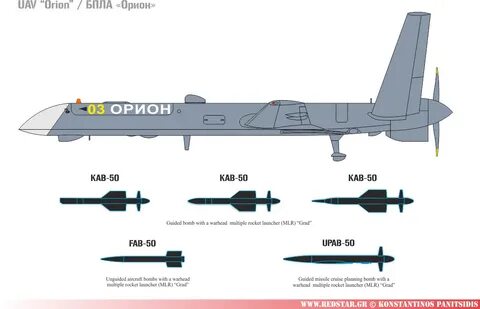 UAV "Orion" / БПЛА «Орион»
03 ОРИОН
KAB-50 KAB-50 KAB-50
Guided bomb with a warhead multiple rocket launcher (MLR) "Grad"
FAB-50 UPAB-50
Unguided aircraft bombs with a warhead
multiple rocket launcher (MLR) "Grad"
Guided missile cruise planning bomb with a
warhead multiple rocket launcher (MLR) "Grad"
WWW.REDSTAR.GR © KONSTANTINOS PANITSIDIS